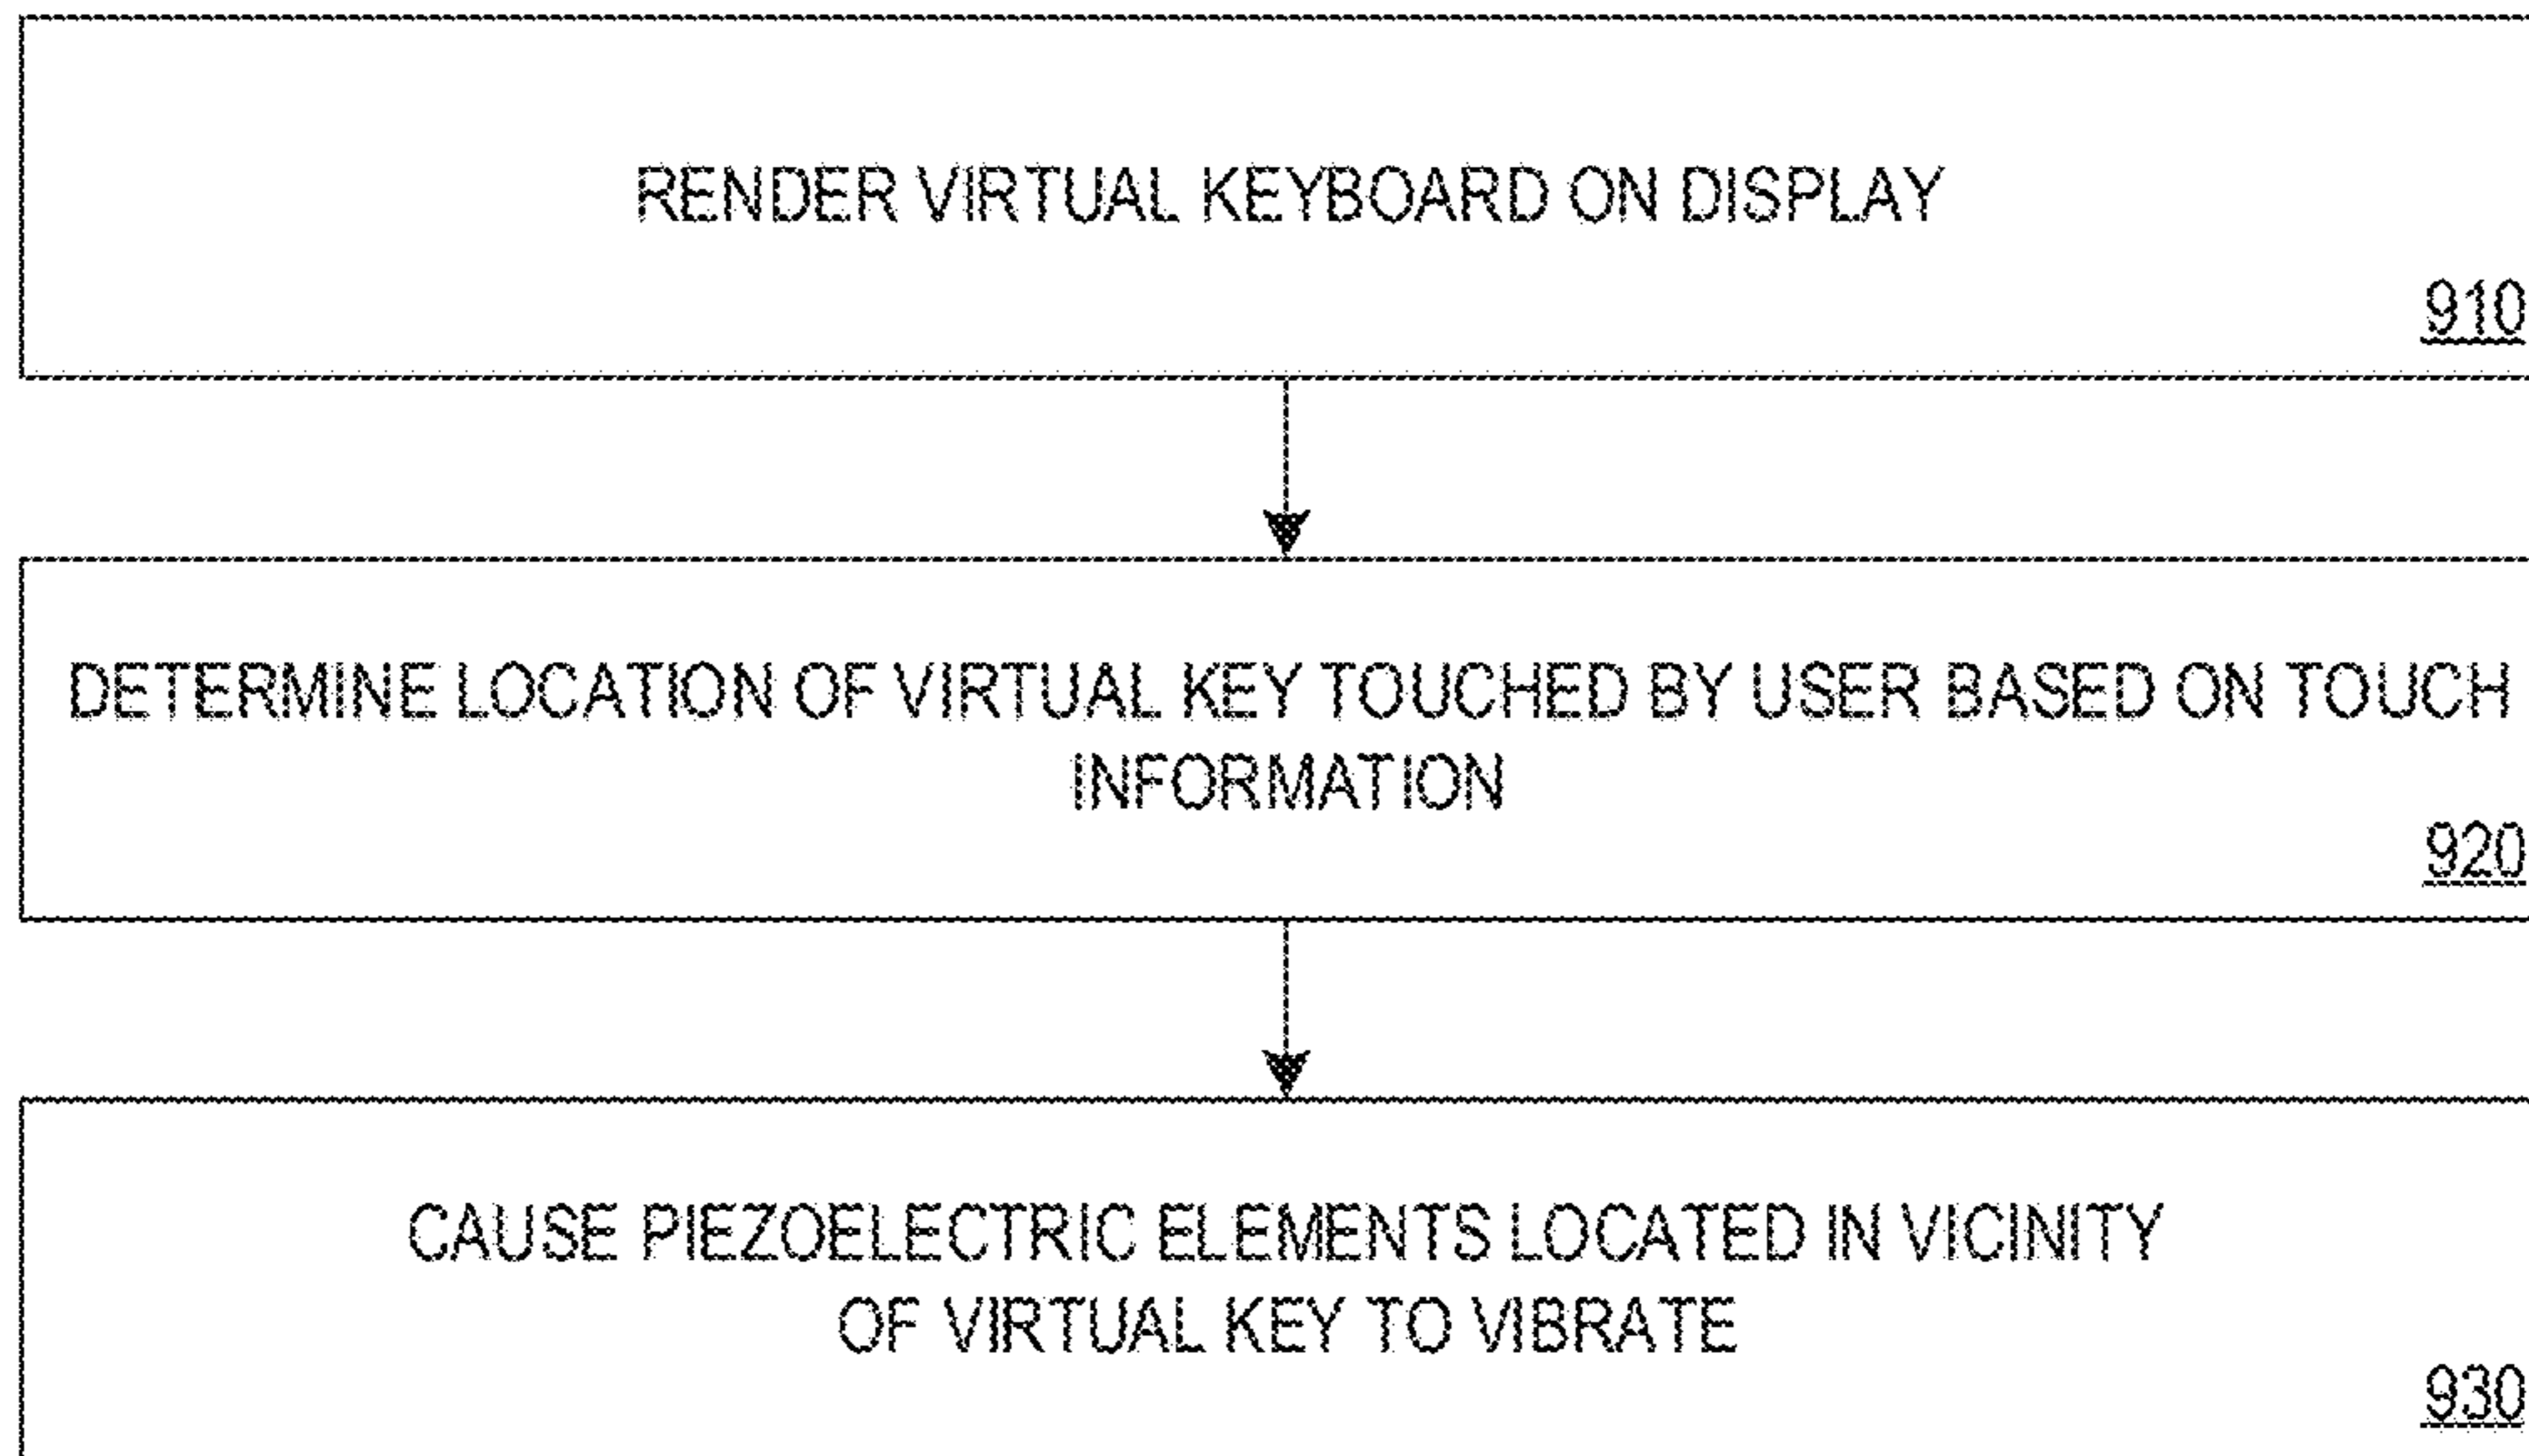 RENDER VIRTUAL KEYBOARD ON DISPLAY
910
DETERMINE LOCATION OF VIRTUAL KEY TOUCHED BY USER BASED ON TOUCH
INFORMATION
920
CAUSE PIEZOELECTRIC ELEMENTS LOCATED IN VICINITY
OF VIRTUAL KEY TO VIBRATE
930